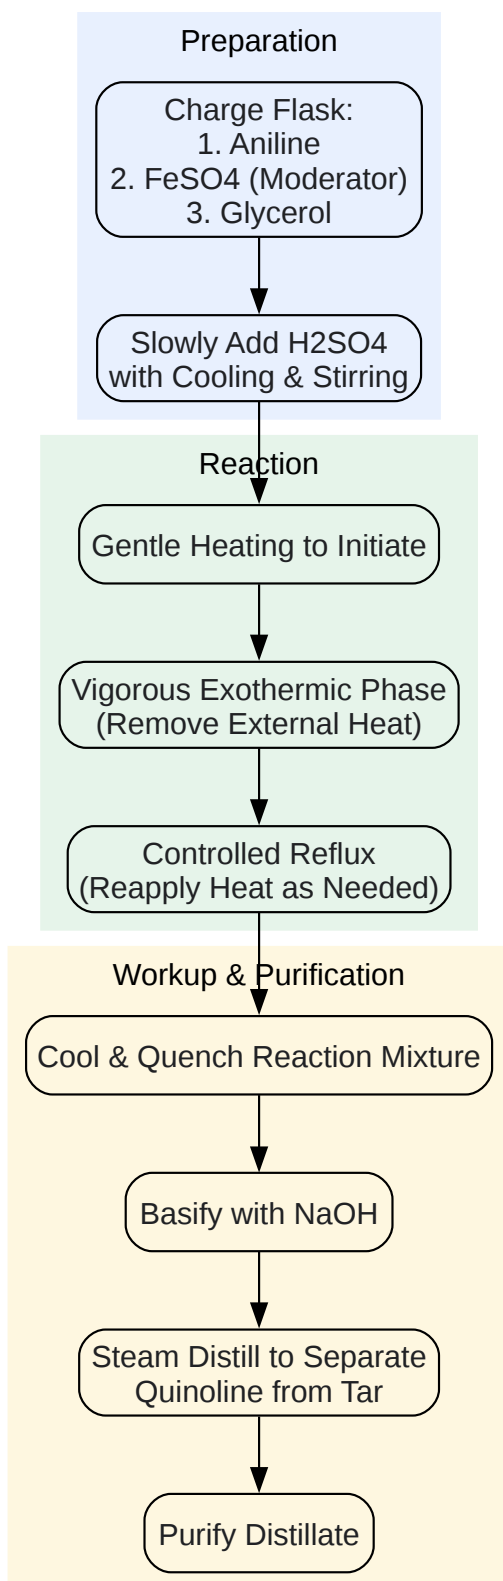 Preparation
Charge Flask:
1. Aniline
2. FeSO4 (Moderator)
3. Glycerol
Slowly Add H2SO4
with Cooling & Stirring
Reaction
Gentle Heating to Initiate
Vigorous Exothermic Phase
(Remove External Heat)
Controlled Reflux
(Reapply Heat as Needed)
Workup & Purification
Cool & Quench Reaction Mixture
Basify with NaOH
Steam Distill to Separate
Quinoline from Tar
Purify Distillate